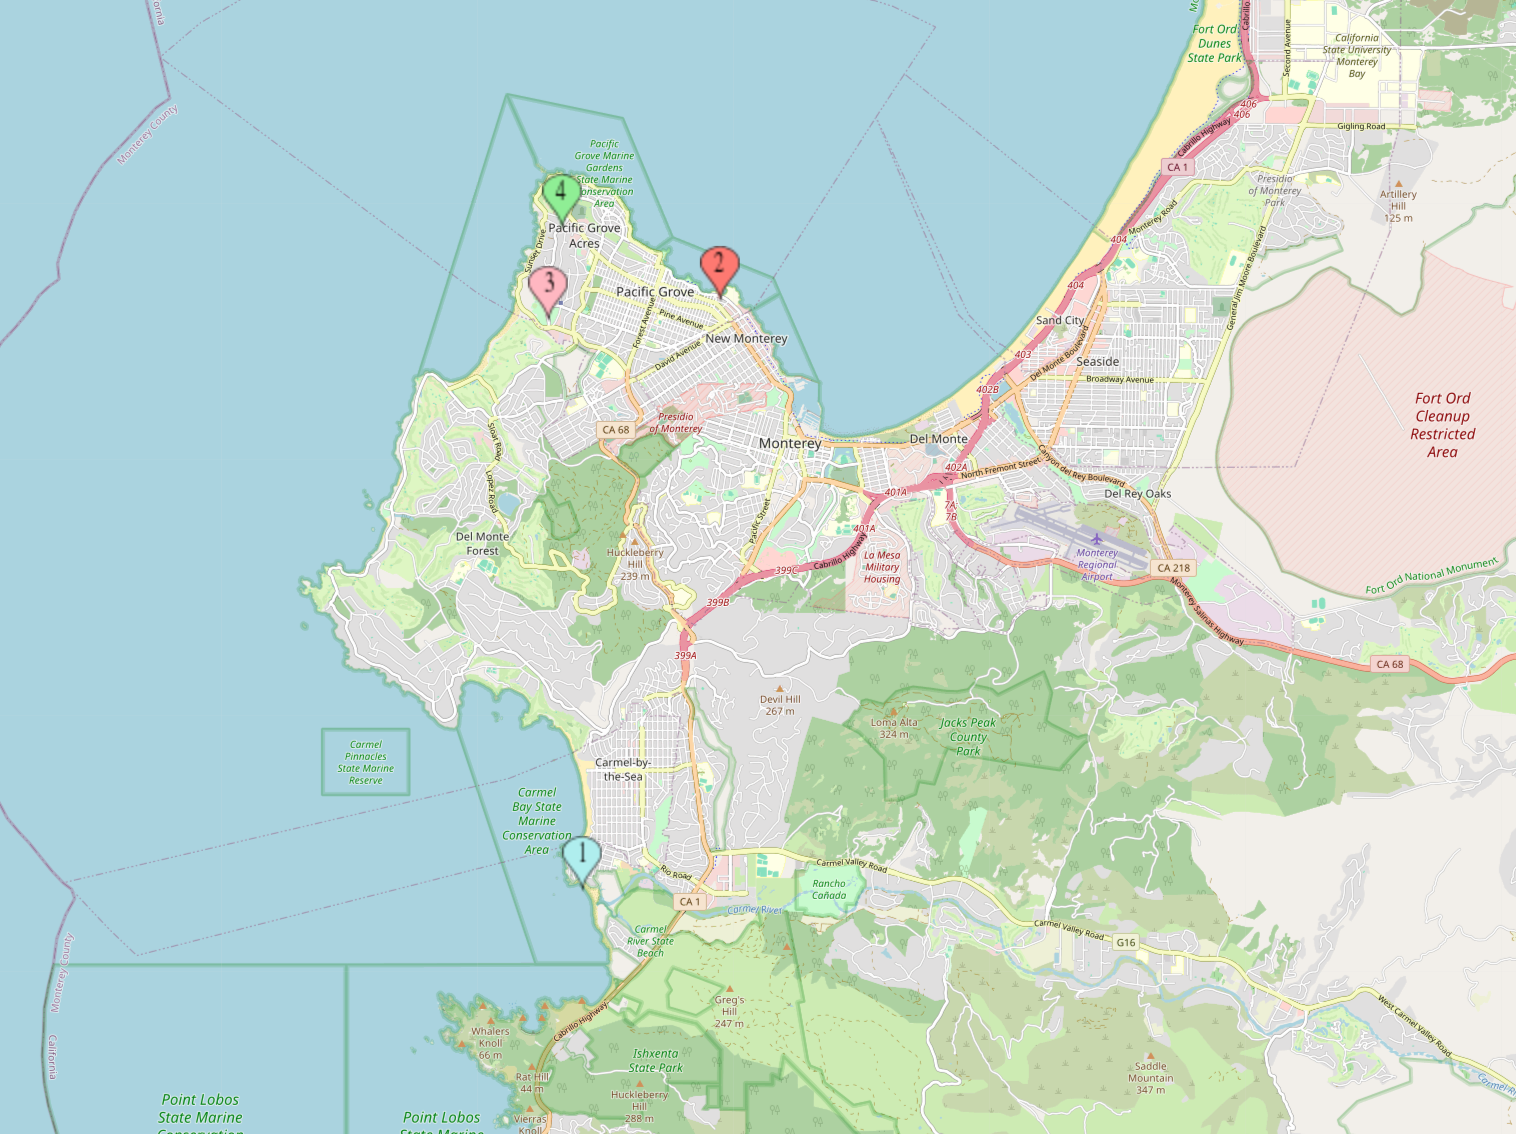 Monterey County
California
Fort Ord
Dunes
State Park
Cabrillo
Second Avenue
California
State University
Monterey
Bay
406
406
Cabrillo Highway
Gigling Road
CA 1
Presidio
of Monterey
Park
Artillery
Hill
125 m
Monterey Road
404
General Jim Moore Boulevard
404
Pacific
Grove Marine
Gardens
State Marine
Conservation
Area
4
Pacific Grove
Acres
Sunset Drive
2
3
Pacific Grove
Pine Avenue
Forest Avenue
New Monterey
David Avenue
Sand City
403
Del Monte Boulevard
Seaside
Broadway Avenue
402B
Fort Ord
Cleanup
Restricted
Area
Presidio
of Monterey
CA 68
Sloat Road
Lopez Road
Monterey
Del Monte
402A
North Fremont Street
Canyon del Rey Boulevard
401A
Del Rey Oaks
7A
7B
Pacific Street
401A
Del Monte
Forest
Huckleberry
Hill
239 m
Cabrillo Highway
399C
La Mesa
Military
Housing
Monterey
Regional
Airport
CA 218
Fort Ord National Monument
Monterey Salinas Highway
399B
399A
CA 68
Devil Hill
267 m
Loma Alta
324 m
Jacks Peak
County
Park
Carmel
Pinnacles
State Marine
Reserve
Carmel-by-
the-Sea
Carmel
Bay State
Marine
Conservation
Area
1
Rio Road
Carmel Valley Road
Rancho
Cañada
CA 1
Carmel River
Carmel
River State
Beach
Carmel Valley Road
G16
Monterey County
California
Greg's
Hill
247 m
West Carmel Valley Road
Cabrillo Highway
Whalers
Knoll
66 m
Ishxenta
State Park
Rat Hill
44 m
Huckleberry
Hill
288 m
Saddle
Mountain
347 m
Vierras
Knoll
Point Lobos
State Marine
Conservation
Point Lobos
State Marine